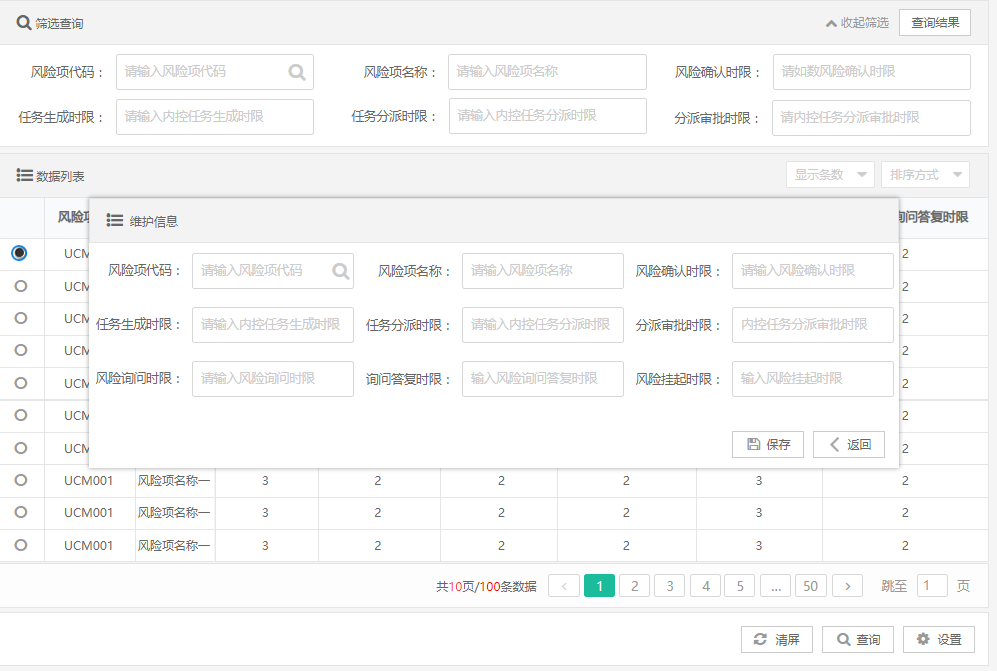 筛选查询 收起筛选 查询结果
风险项代码： 请输入风险项代码 风险项名称： 请输入风险项名称 风险确认时限： 请如数风险确认时限
任务生成时限： 请输入内控任务生成时限 任务分派时限： 请输入内控任务分派时限 分派审批时限： 请内控任务分派审批时限
数据列表 显示条数 排序方式
风险项 询问答复时限
维护信息
UCM 2
风险项代码： 请输入风险项代码 风险项名称： 请输入风险项名称 风险确认时限： 请输入风险确认时限
UCM 2
UCM 2
任务生成时限： 请输入内控任务生成时限 任务分派时限： 请输入内控任务分派时限 分派审批时限： 内控任务分派审批时限
UCM 2
UCM 2
风险询问时限： 请输入风险询问时限 询问答复时限： 输入风险询问答复时限 风险挂起时限： 输入风险挂起时限
UCM 2
UCM 2
保存 返回
UCM001 风险项名称一 3 2 2 2 3 2
UCM001 风险项名称一 3 2 2 2 3 2
UCM001 风险项名称一 3 2 2 2 3 2
共10页/100条数据 < 1 2 3 4 5 ... 50 > 跳至 1 页
清屏 查询 设置